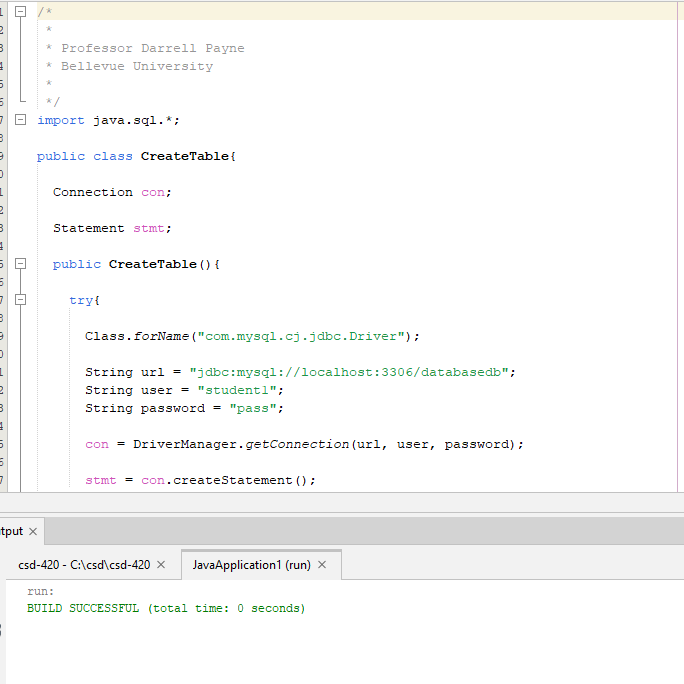 /*
*
* Professor Darrell Payne
* Bellevue University
*
*/
import java.sql.*;
public class CreateTable{
Connection con;
Statement stmt;
public CreateTable(){
try{
Class.forName("com.mysql.cj.jdbc.Driver");
String url = "jdbc:mysql://localhost:3306/databasedb";
String user = "student1";
String password = "pass";
con = DriverManager.getConnection(url, user, password);
stmt = con.createStatement();
tput ×
csd-420 - C:\csd\csd-420 × JavaApplication1 (run) ×
run:
BUILD SUCCESSFUL (total time: 0 seconds)